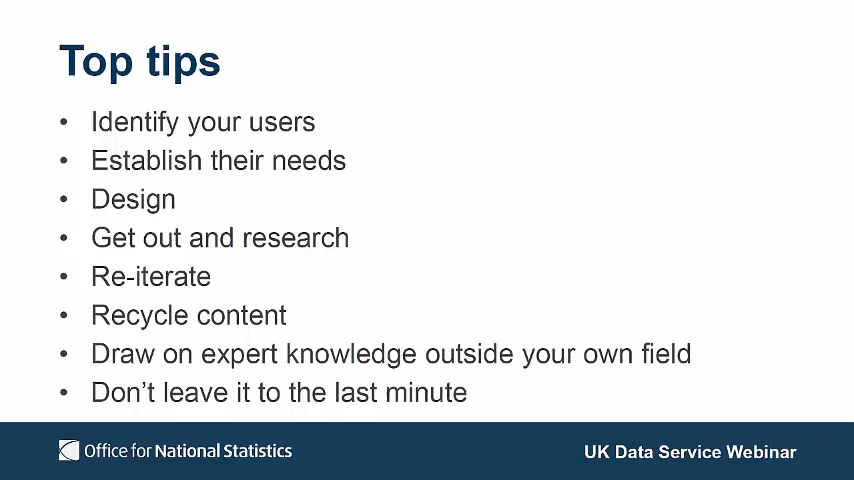 Top tips
• Identify your users
• Establish their needs
• Design
• Get out and research
• Re-iterate
• Recycle content
• Draw on expert knowledge outside your own field
• Don’t leave it to the last minute
Office for National Statistics
UK Data Service Webinar